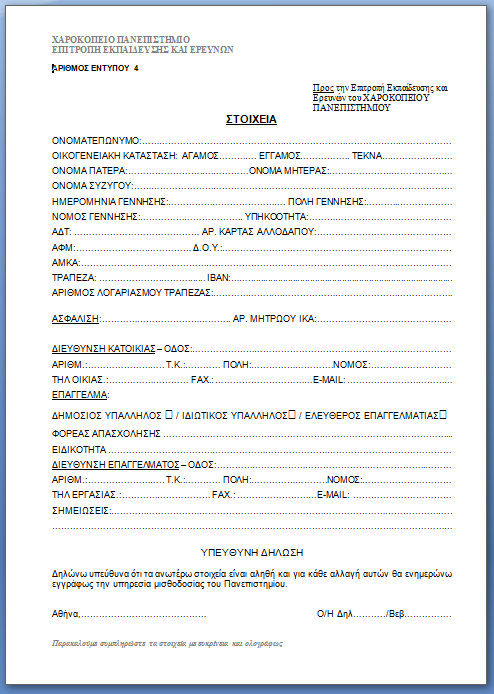 ΧΑΡΟΚΟΠΕΙΟ ΠΑΝΕΠΙΣΤΗΜΙΟ
ΕΠΙΤΡΟΠΗ ΕΚΠΑΙΔΕΥΣΗΣ ΚΑΙ ΕΡΕΥΝΩΝ
ΑΡΙΘΜΟΣ ΕΝΤΥΠΟΥ 4
Προς την Επιτροπή Εκπαίδευσης και
Ερευνών του ΧΑΡΟΚΟΠΕΙΟΥ
ΠΑΝΕΠΙΣΤΗΜΙΟΥ
ΣΤΟΙΧΕΙΑ
ΟΝΟΜΑΤΕΠΩΝΥΜΟ:
ΟΙΚΟΓΕΝΕΙΑΚΗ ΚΑΤΑΣΤΑΣΗ: ΑΓΑΜΟΣ............ ΕΓΓΑΜΟΣ................ ΤΕΚΝΑ........................
ΟΝΟΜΑ ΠΑΤΕΡΑ:........................ΟΝΟΜΑ ΜΗΤΕΡΑΣ:........................
ΟΝΟΜΑ ΣΥΖΥΓΟΥ:........................
ΗΜΕΡΟΜΗΝΙΑ ΓΕΝΝΗΣΗΣ:........................ ΠΟΛΗ ΓΕΝΝΗΣΗΣ:........................
ΝΟΜΟΣ ΓΕΝΝΗΣΗΣ:........................ ΥΠΗΚΟΟΤΗΤΑ:........................
ΑΔΤ: ........................ ΑΡ. ΚΑΡΤΑΣ ΑΛΛΟΔΑΠΟΥ:........................
ΑΦΜ:........................ Δ.Ο.Υ.:........................
ΑΜΚΑ:........................
ΤΡΑΠΕΖΑ: ........................ IBAN:........................
ΑΡΙΘΜΟΣ ΛΟΓΑΡΙΑΣΜΟΥ ΤΡΑΠΕΖΑΣ:........................
ΑΣΦΑΛΙΣΗ:........................ ΑΡ. ΜΗΤΡΩΟΥ ΙΚΑ:........................
ΔΙΕΥΘΥΝΣΗ ΚΑΤΟΙΚΙΑΣ – ΟΔΟΣ:........................
ΑΡΙΘΜ.:........................ Τ.Κ.:............ ΠΟΛΗ:........................ΝΟΜΟΣ:........................
ΤΗΛ ΟΙΚΙΑΣ.:........................ FAX.: ........................E-MAIL: ........................
ΕΠΑΓΓΕΛΜΑ:
ΔΗΜΟΣΙΟΣ ΥΠΑΛΛΗΛΟΣ ☐ / ΙΔΙΩΤΙΚΟΣ ΥΠΑΛΛΗΛΟΣ☐ / ΕΛΕΥΘΕΡΟΣ ΕΠΑΓΓΕΛΜΑΤΙΑΣ☐
ΦΟΡΕΑΣ ΑΠΑΣΧΟΛΗΣΗΣ ........................
ΕΙΔΙΚΟΤΗΤΑ ........................
ΔΙΕΥΘΥΝΣΗ ΕΠΑΓΓΕΛΜΑΤΟΣ – ΟΔΟΣ:........................
ΑΡΙΘΜ.:........................ Τ.Κ.:............ ΠΟΛΗ:........................ΝΟΜΟΣ:........................
ΤΗΛ ΕΡΓΑΣΙΑΣ.:........................ FAX.: ........................E-MAIL: ........................
ΣΗΜΕΙΩΣΕΙΣ:........................
........................
ΥΠΕΥΘΥΝΗ ΔΗΛΩΣΗ
Δηλώνω υπεύθυνα ότι τα ανωτέρω στοιχεία είναι αληθή και για κάθε αλλαγή αυτών θα ενημερώνω
εγγράφως την υπηρεσία μισθοδοσίας του Πανεπιστημίου.
Αθήνα,........................ Ο/Η Δηλ............/Βεβ................
Παρακαλούμε συμπληρώστε τα στοιχεία με ευκρίνεια και ολογράφως